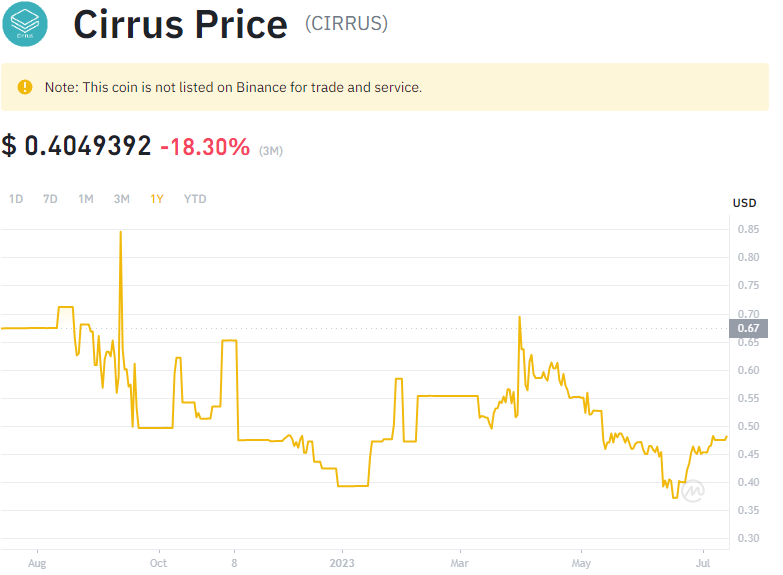 Cirrus
Cirrus Price (CIRRUS)
Note: This coin is not listed on Binance for trade and service.
$ 0.4049392 -18.30% (3M)
1D 7D 1M 3M 1Y YTD
USD
0.85
0.80
0.75
0.70
0.67
0.65
0.60
0.55
0.50
0.45
0.40
0.35
0.30
Aug Oct 8 2023 Mar May Jul